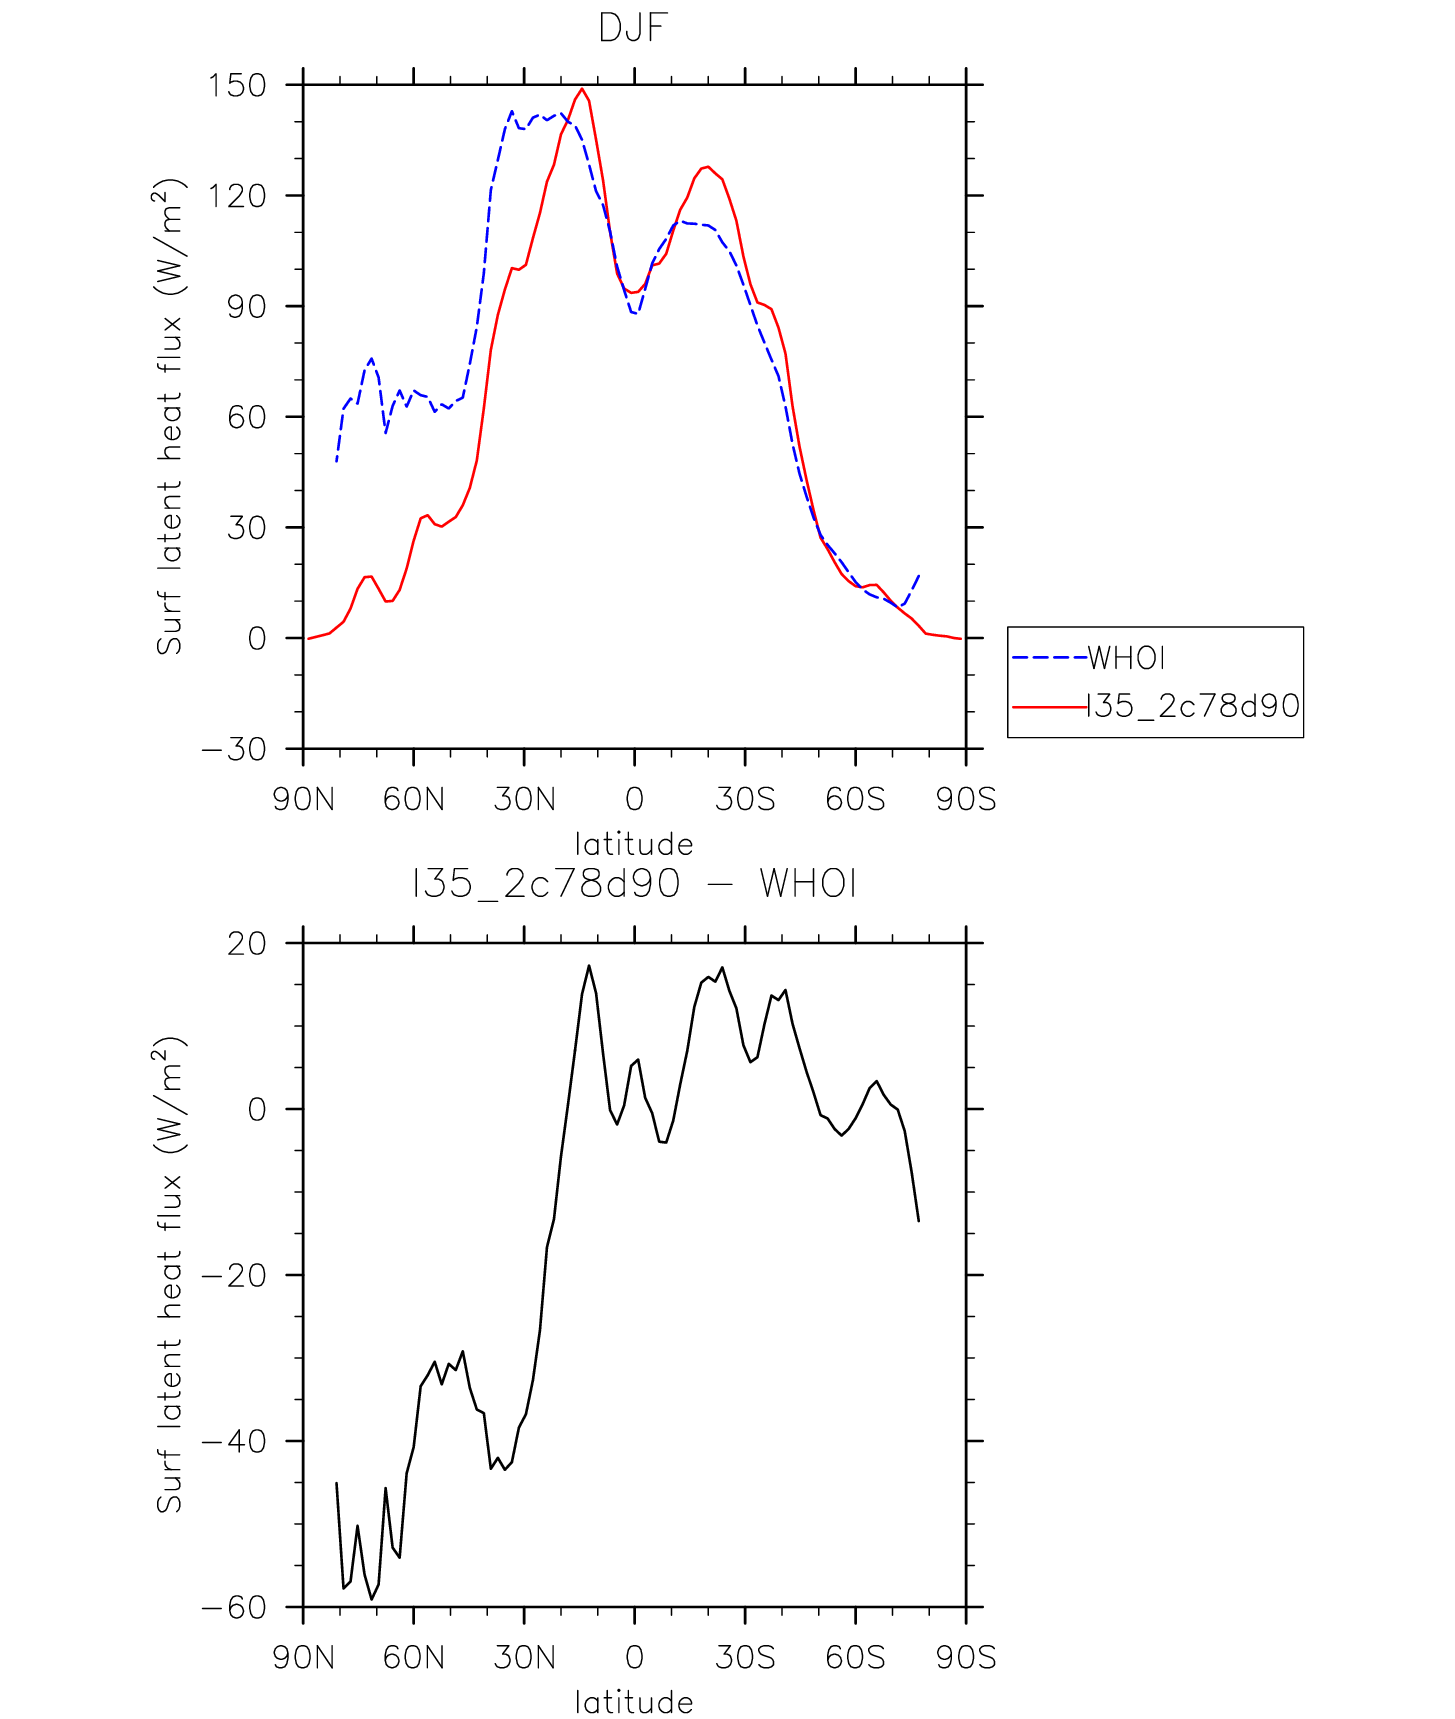 DJF
Surf latent heat flux (W/m²)
150
120
90
60
30
0
−30
90N 60N 30N 0 30S 60S 90S
latitude
WHOI
I35_2c78d90
I35_2c78d90 − WHOI
Surf latent heat flux (W/m²)
20
0
−20
−40
−60
90N 60N 30N 0 30S 60S 90S
latitude